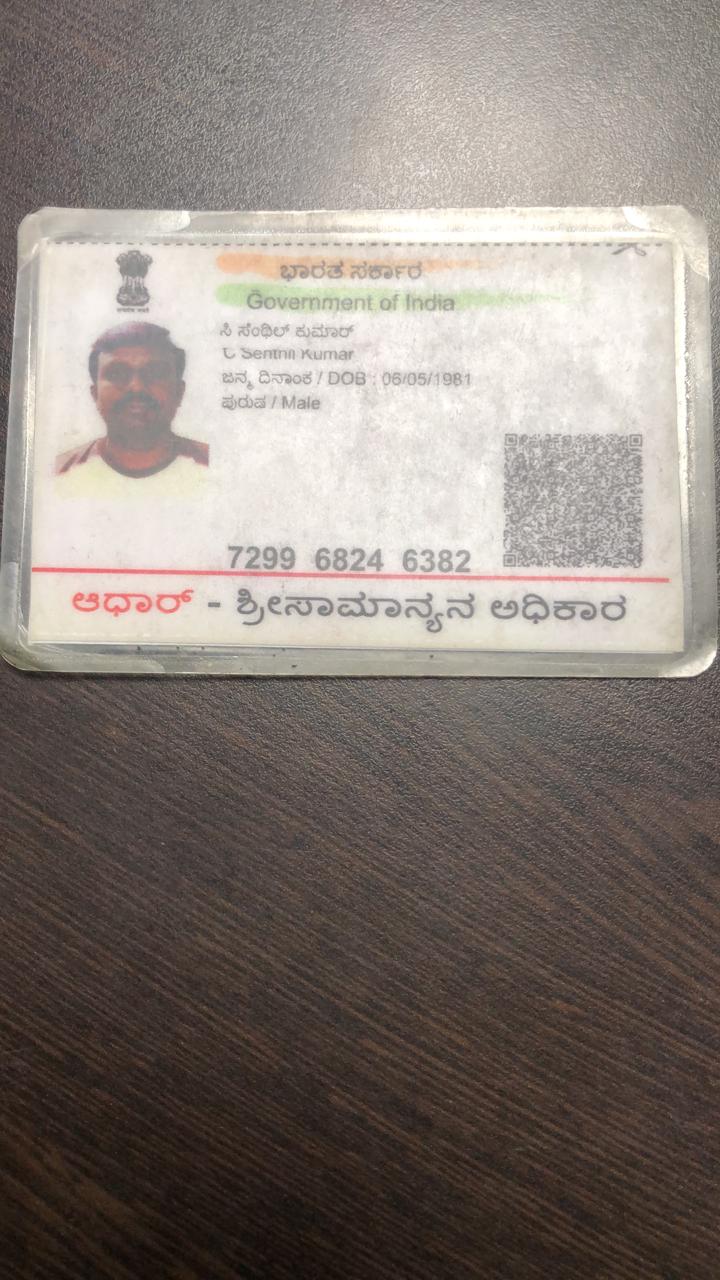 ಭಾರತ ಸರ್ಕಾರ
Government of India
ಸಿ ಸೆಂಥಿಲ್ ಕುಮಾರ್
C Senthil Kumar
ಜನ್ಮ ದಿನಾಂಕ / DOB : 06/05/1981
ಪುರುಷ / Male
7299 6824 6382
ಆಧಾರ್ - ಶ್ರೀಸಾಮಾನ್ಯನ ಅಧಿಕಾರ